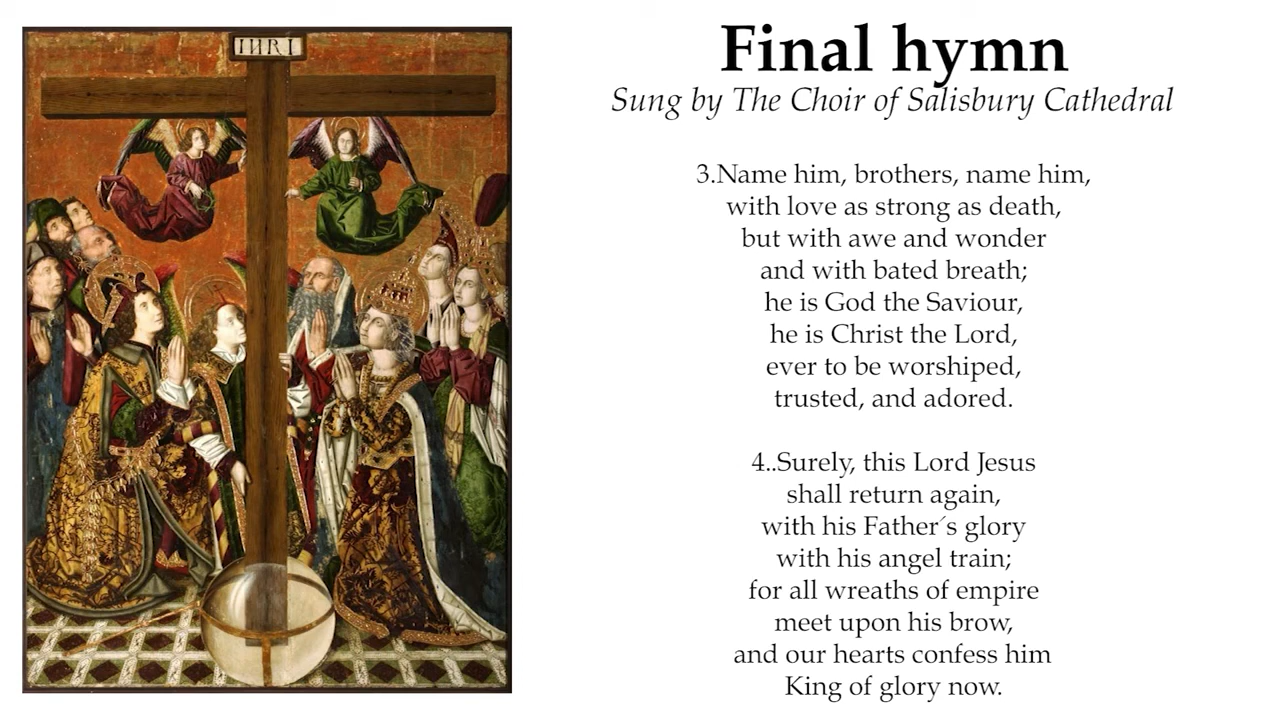 INRI
Final hymn
Sung by The Choir of Salisbury Cathedral
3.Name him, brothers, name him,
with love as strong as death,
but with awe and wonder
and with bated breath;
he is God the Saviour,
he is Christ the Lord,
ever to be worshiped,
trusted, and adored.
4..Surely, this Lord Jesus
shall return again,
with his Father´s glory
with his angel train;
for all wreaths of empire
meet upon his brow,
and our hearts confess him
King of glory now.